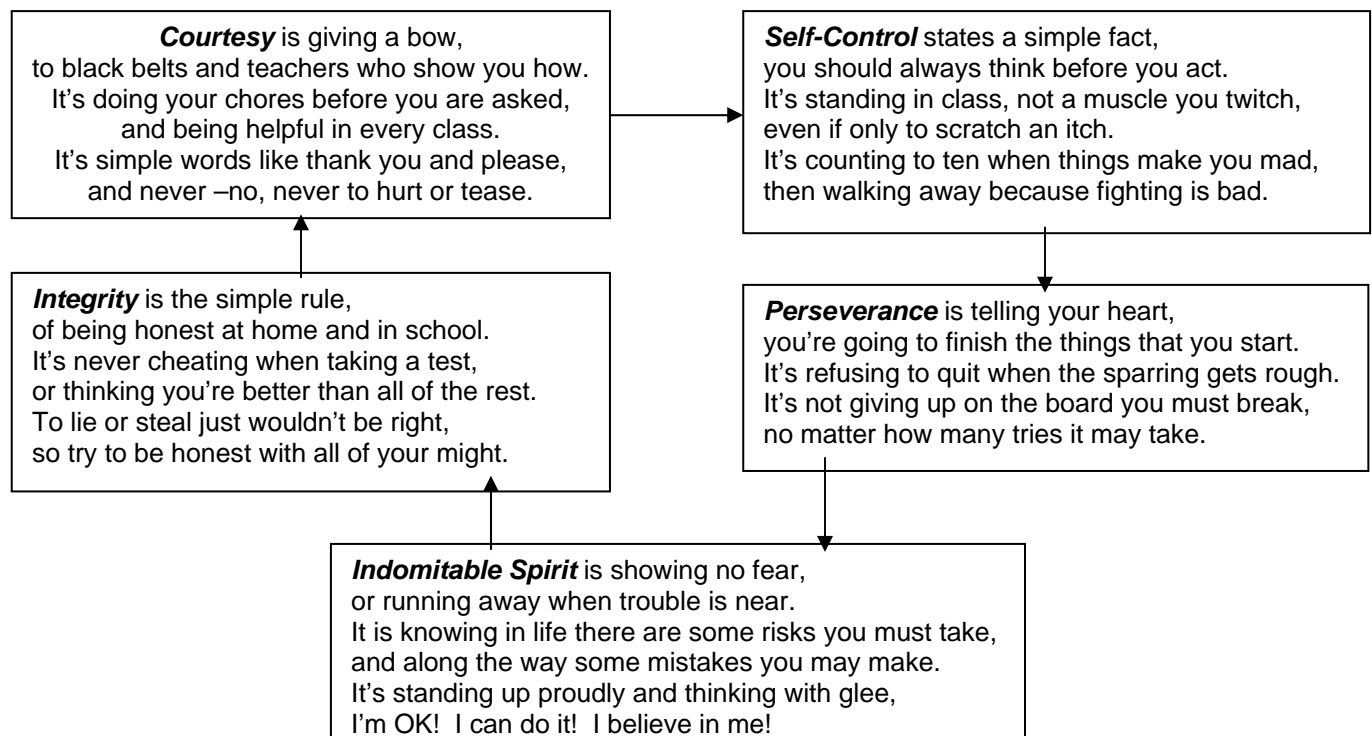 Courtesy is giving a bow,
to black belts and teachers who show you how.
It's doing your chores before you are asked,
and being helpful in every class.
It's simple words like thank you and please,
and never –no, never to hurt or tease.
Self-Control states a simple fact,
you should always think before you act.
It's standing in class, not a muscle you twitch,
even if only to scratch an itch.
It's counting to ten when things make you mad,
then walking away because fighting is bad.
Perseverance is telling your heart,
you're going to finish the things that you start.
It's refusing to quit when the sparring gets rough.
It's not giving up on the board you must break,
no matter how many tries it may take.
Indomitable Spirit is showing no fear,
or running away when trouble is near.
It is knowing in life there are some risks you must take,
and along the way some mistakes you may make.
It's standing up proudly and thinking with glee,
I'm OK!  I can do it!  I believe in me!
Integrity is the simple rule,
of being honest at home and in school.
It's never cheating when taking a test,
or thinking you're better than all of the rest.
To lie or steal just wouldn't be right,
so try to be honest with all of your might.